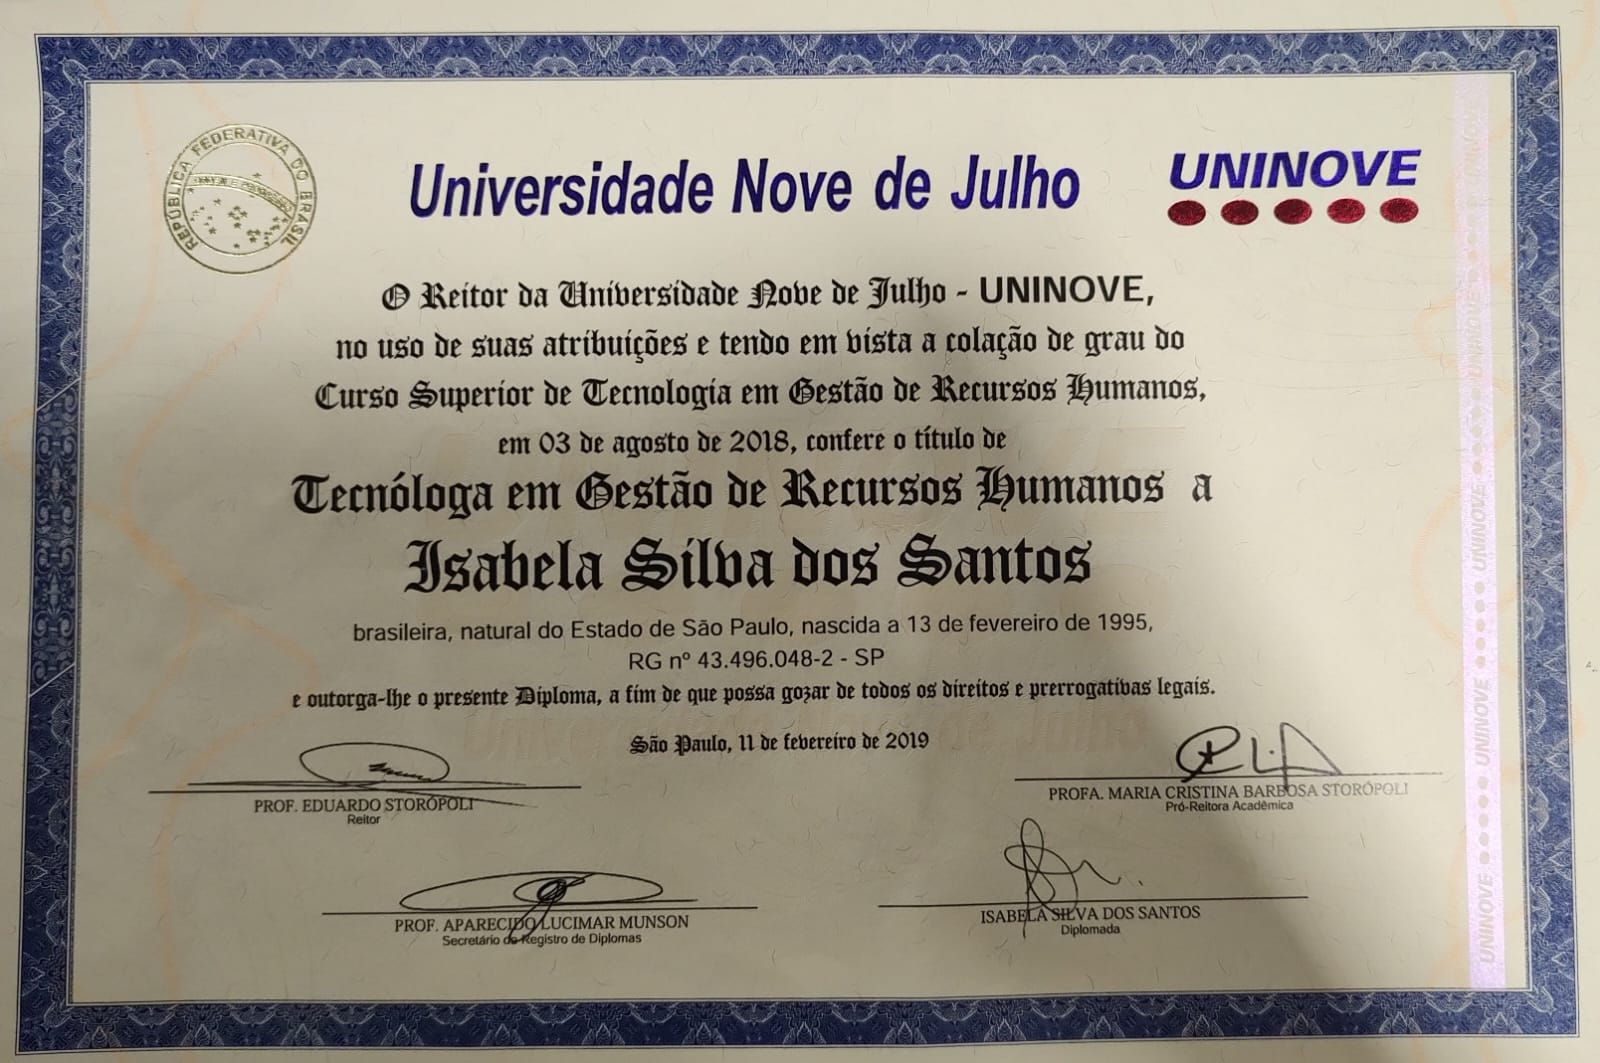 REPÚBLICA FEDERATIVA DO BRASIL
Universidade Nove de Julho
UNINOVE
O Reitor da Universidade Nove de Julho - UNINOVE,
no uso de suas atribuições e tendo em vista a colação de grau do
Curso Superior de Tecnologia em Gestão de Recursos Humanos,
em 03 de agosto de 2018, confere o título de
Tecnóloga em Gestão de Recursos Humanos a
Isabela Silva dos Santos
brasileira, natural do Estado de São Paulo, nascida a 13 de fevereiro de 1995,
RG nº 43.496.048-2 - SP
e outorga-lhe o presente Diploma, a fim de que possa gozar de todos os direitos e prerrogativas legais.
São Paulo, 11 de fevereiro de 2019
PROF. EDUARDO STORÓPOLI
Reitor
PROFA. MARIA CRISTINA BARBOSA STORÓPOLI
Pró-Reitora Acadêmica
PROF. APARECIDO LUCIMAR MUNSON
Secretário de Registro de Diplomas
ISABELA SILVA DOS SANTOS
Diplomada
UNINOVE
UNINOVE
UNINOVE
UNINOVE